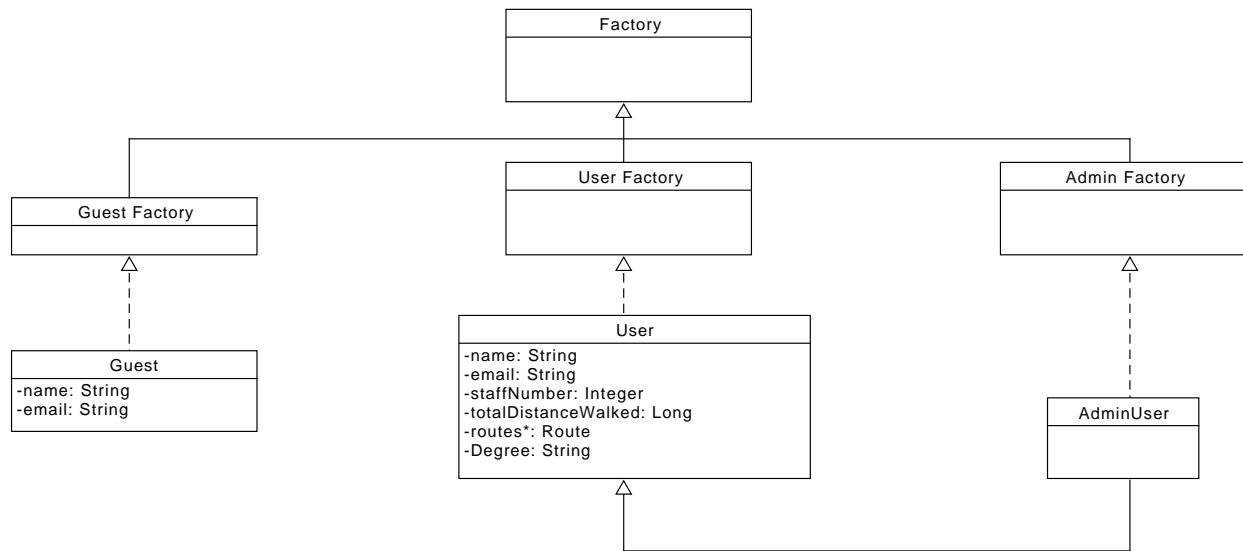 Factory
Guest Factory
User Factory
Admin Factory
Guest
-name: String
-email: String
User
-name: String
-email: String
-staffNumber: Integer
-totalDistanceWalked: Long
-routes*: Route
-Degree: String
AdminUser